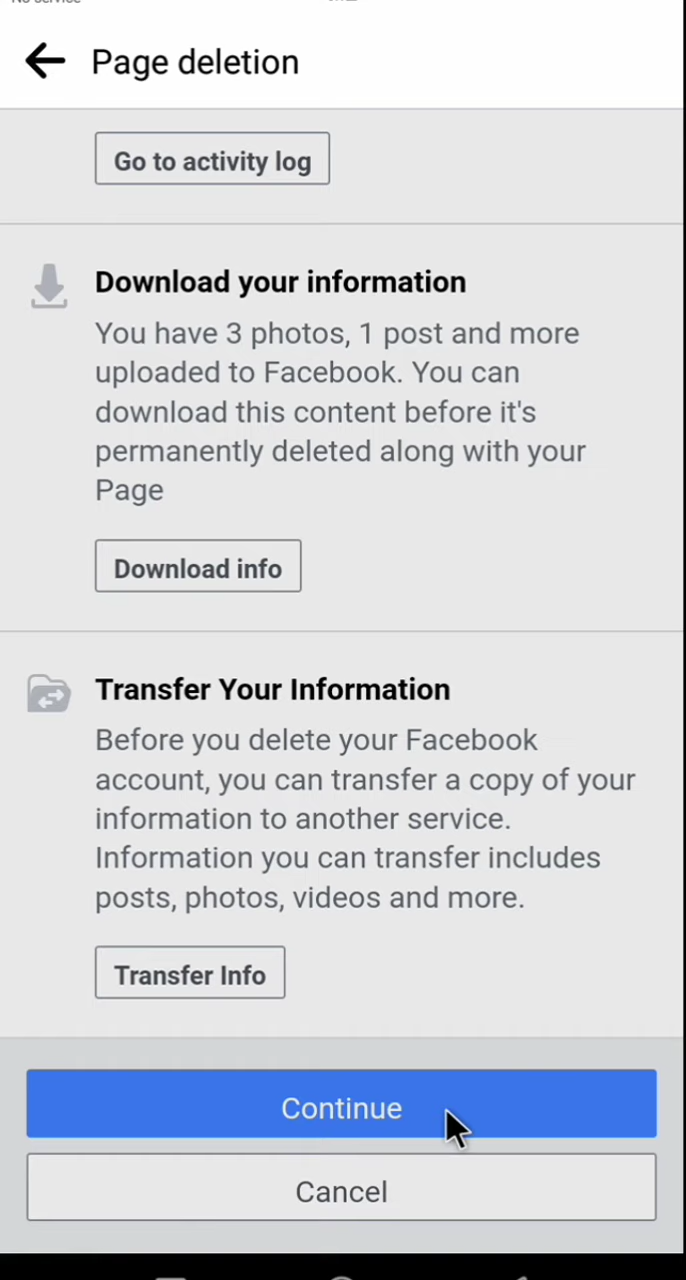 No service
Page deletion
Go to activity log
Download your information
You have 3 photos, 1 post and more
uploaded to Facebook. You can
download this content before it's
permanently deleted along with your
Page
Download info
Transfer Your Information
Before you delete your Facebook
account, you can transfer a copy of your
information to another service.
Information you can transfer includes
posts, photos, videos and more.
Transfer Info
Continue
Cancel